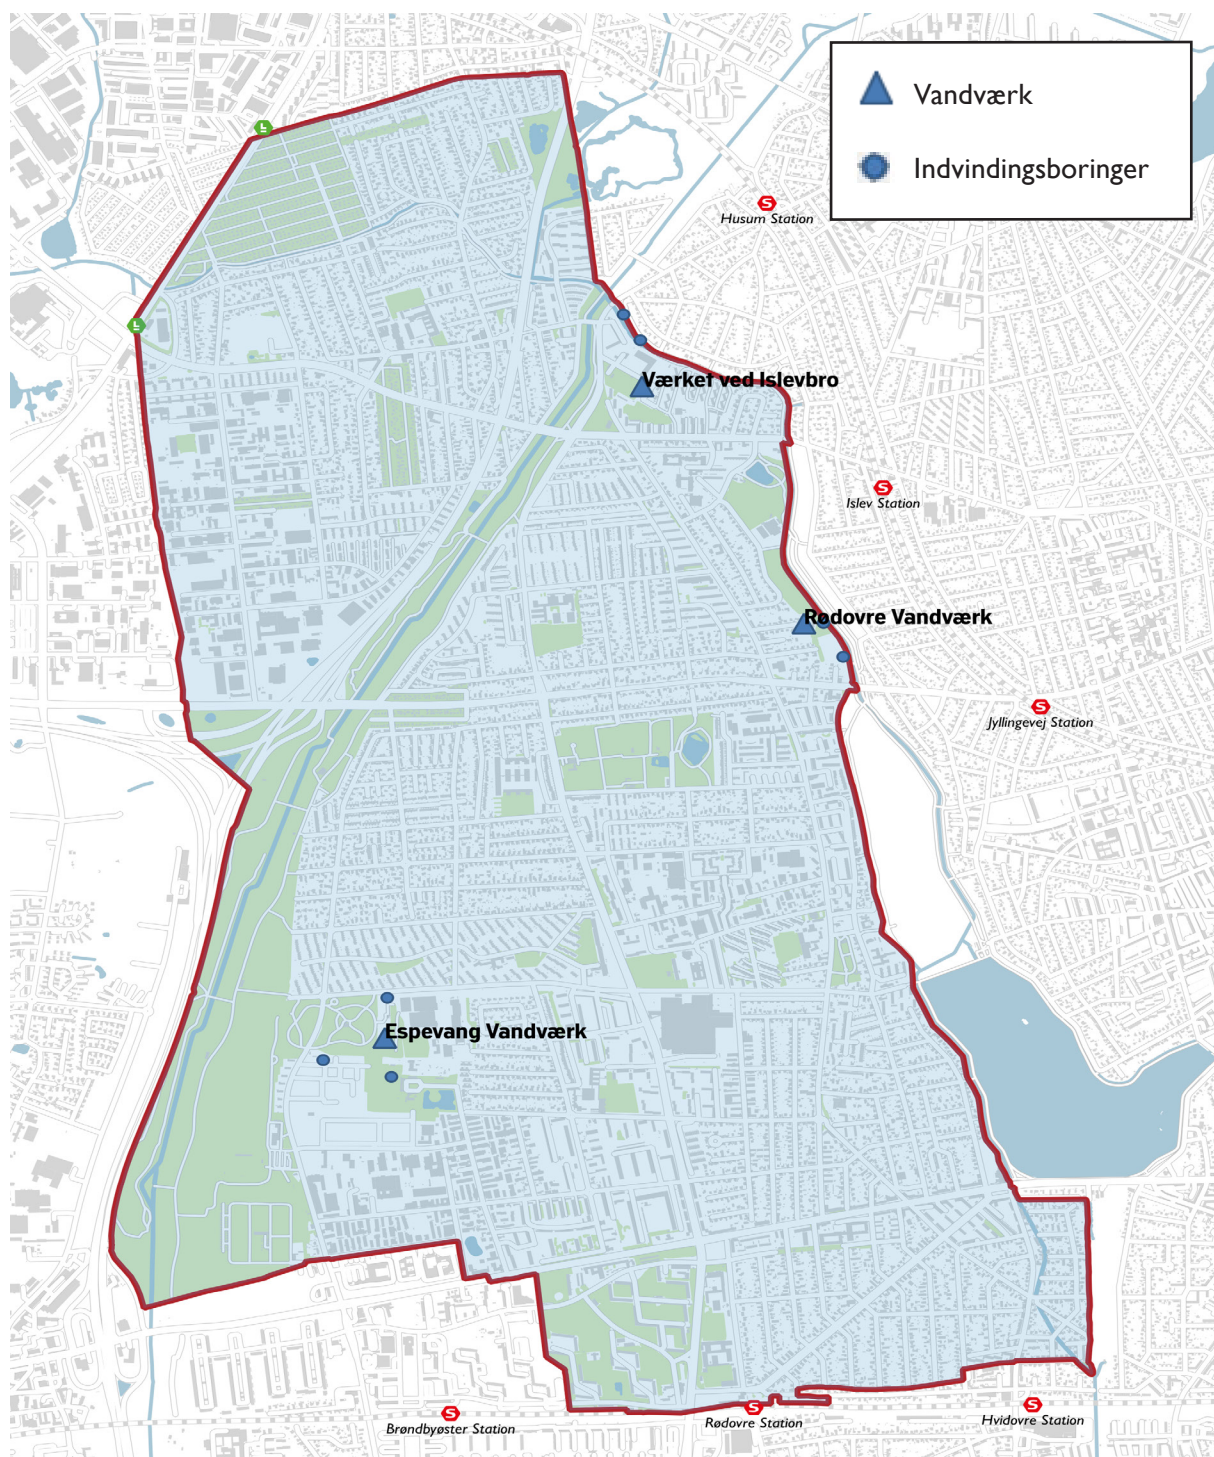 Vandværk
Indvindingsboringer
L
S
Husum Station
L
Værket ved Islevbro
S
Islev Station
Rødovre Vandværk
S
Jyllingevej Station
Espevang Vandværk
S
Brøndbyøster Station
S
Rødovre Station
S
Hvidovre Station